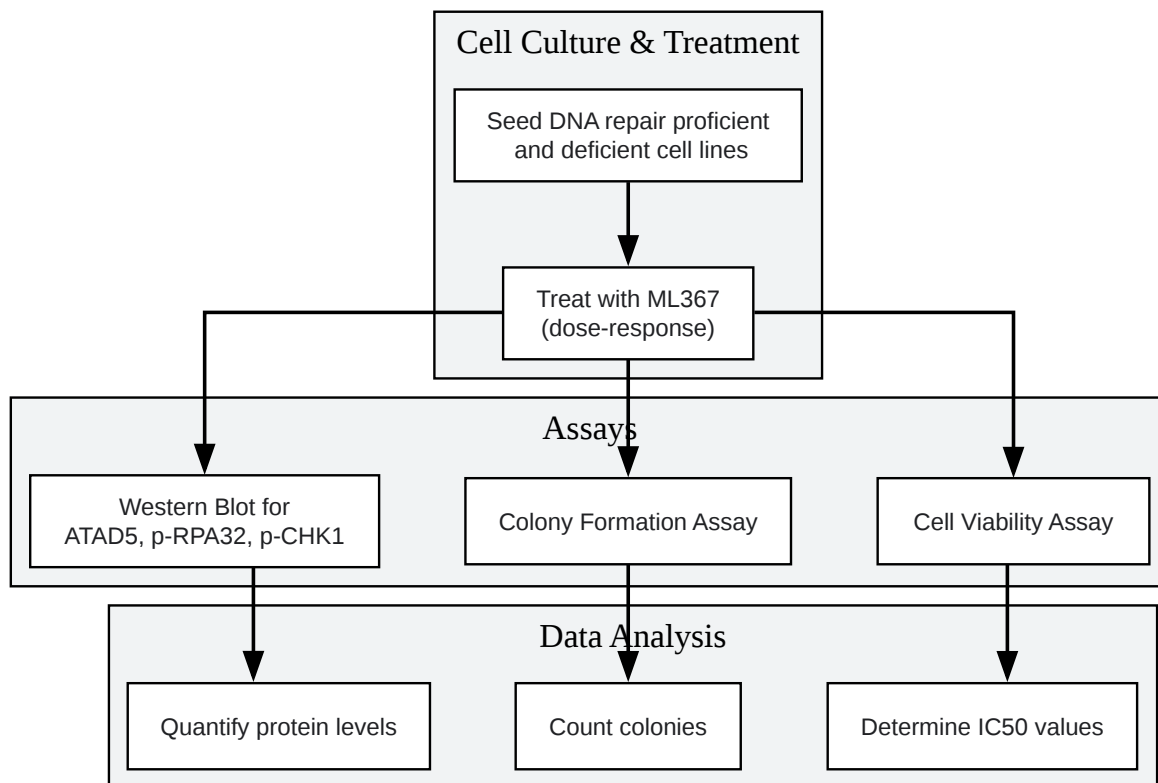 Cell Culture & Treatment
Seed DNA repair proficient
and deficient cell lines
Treat with ML367
(dose-response)
Assays
Western Blot for
ATAD5, p-RPA32, p-CHK1
Colony Formation Assay
Cell Viability Assay
Data Analysis
Quantify protein levels
Count colonies
Determine IC50 values